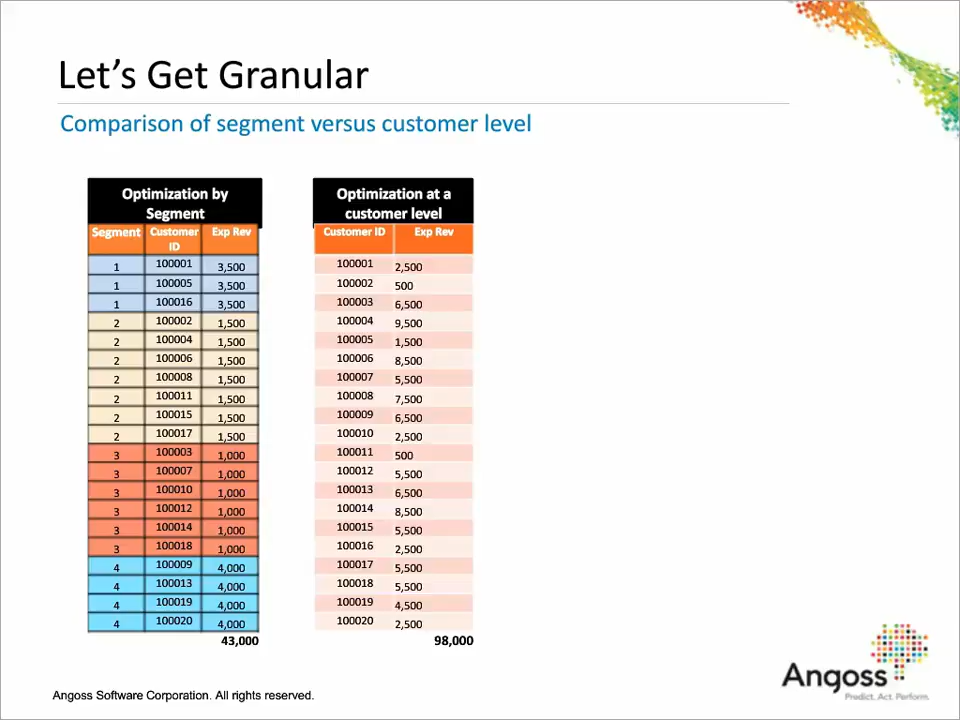 Let's Get Granular
Comparison of segment versus customer level
Optimization by
Segment
Segment Customer ID Exp Rev
1 100001 3,500
1 100005 3,500
1 100016 3,500
2 100002 1,500
2 100004 1,500
2 100006 1,500
2 100008 1,500
2 100011 1,500
2 100015 1,500
2 100017 1,500
3 100003 1,000
3 100007 1,000
3 100010 1,000
3 100012 1,000
3 100014 1,000
3 100018 1,000
4 100009 4,000
4 100013 4,000
4 100019 4,000
4 100020 4,000
43,000
Optimization at a
customer level
Customer ID Exp Rev
100001 2,500
100002 500
100003 6,500
100004 9,500
100005 1,500
100006 8,500
100007 5,500
100008 7,500
100009 6,500
100010 2,500
100011 500
100012 5,500
100013 6,500
100014 8,500
100015 5,500
100016 2,500
100017 5,500
100018 5,500
100019 4,500
100020 2,500
98,000
Angoss Software Corporation. All rights reserved.
Angoss
Predict. Act. Perform.